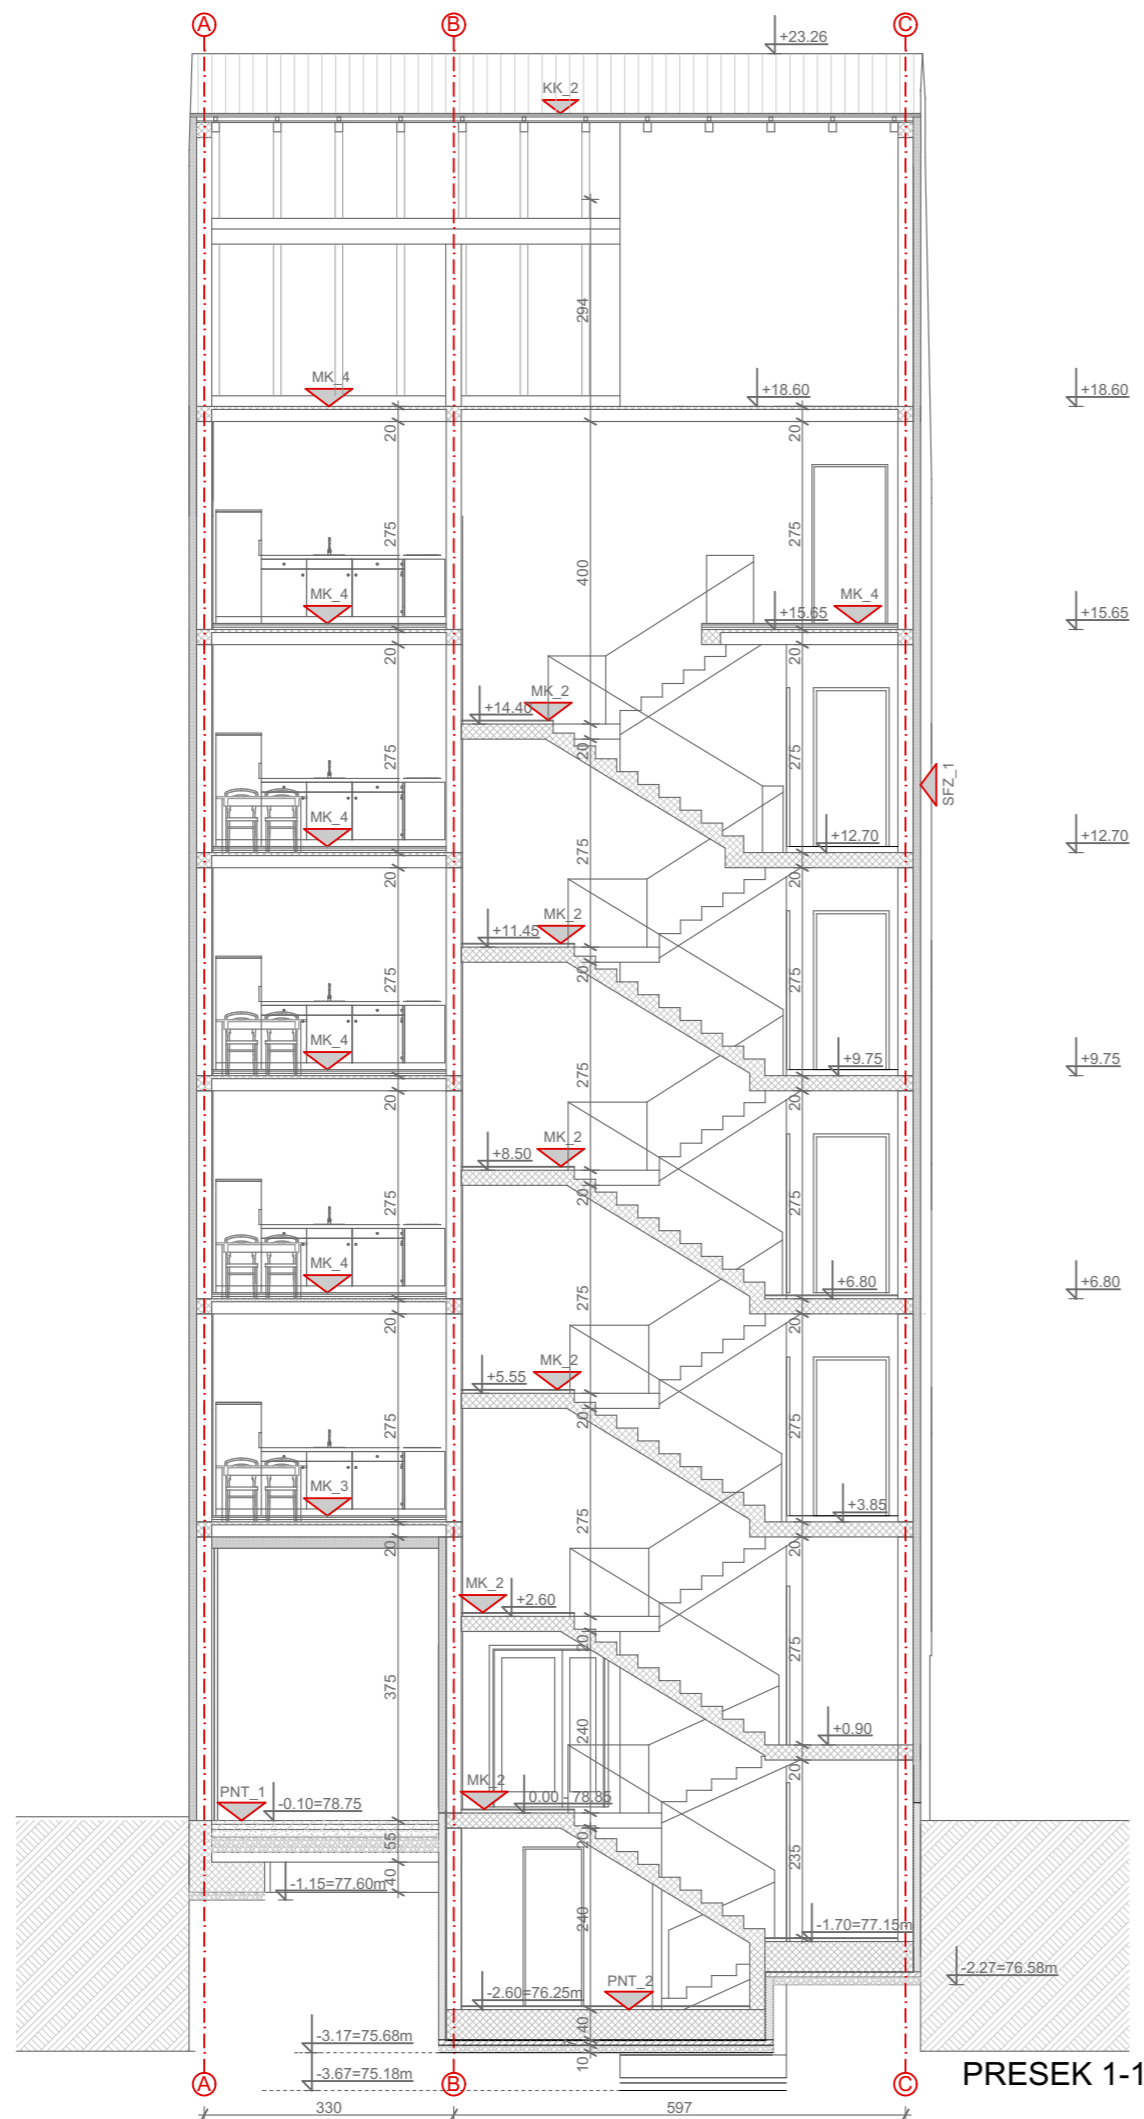 A B C
+23.26
KK_2
294
MK_4
+18.60 +18.60
20 20
275 400 275
MK_4 MK_4
+15.65 +15.65
20 20
MK_2
+14.40
20
275 275
SFZ_1
MK_4
+12.70 +12.70
275
20 20
MK_2
+11.45
20
275 275
MK_4
+9.75 +9.75
275
20 20
MK_2
+8.50
20
275 275
MK_4
+6.80 +6.80
275
20 20
MK_2
+5.55
20
275 275
MK_3
+3.85
275
20 20
MK_2
+2.60
20
275
375
240
+0.90
20
MK_2
PNT_1
-0.10=78.75
0.00 - 78.85
20
55
235
40
-1.15=77.60m
240
-1.70=77.15m
-2.27=76.58m
PNT_2
-2.60=76.25m
40
-3.17=75.68m
10
-3.67=75.18m
PRESEK 1-1
A B C
330 597